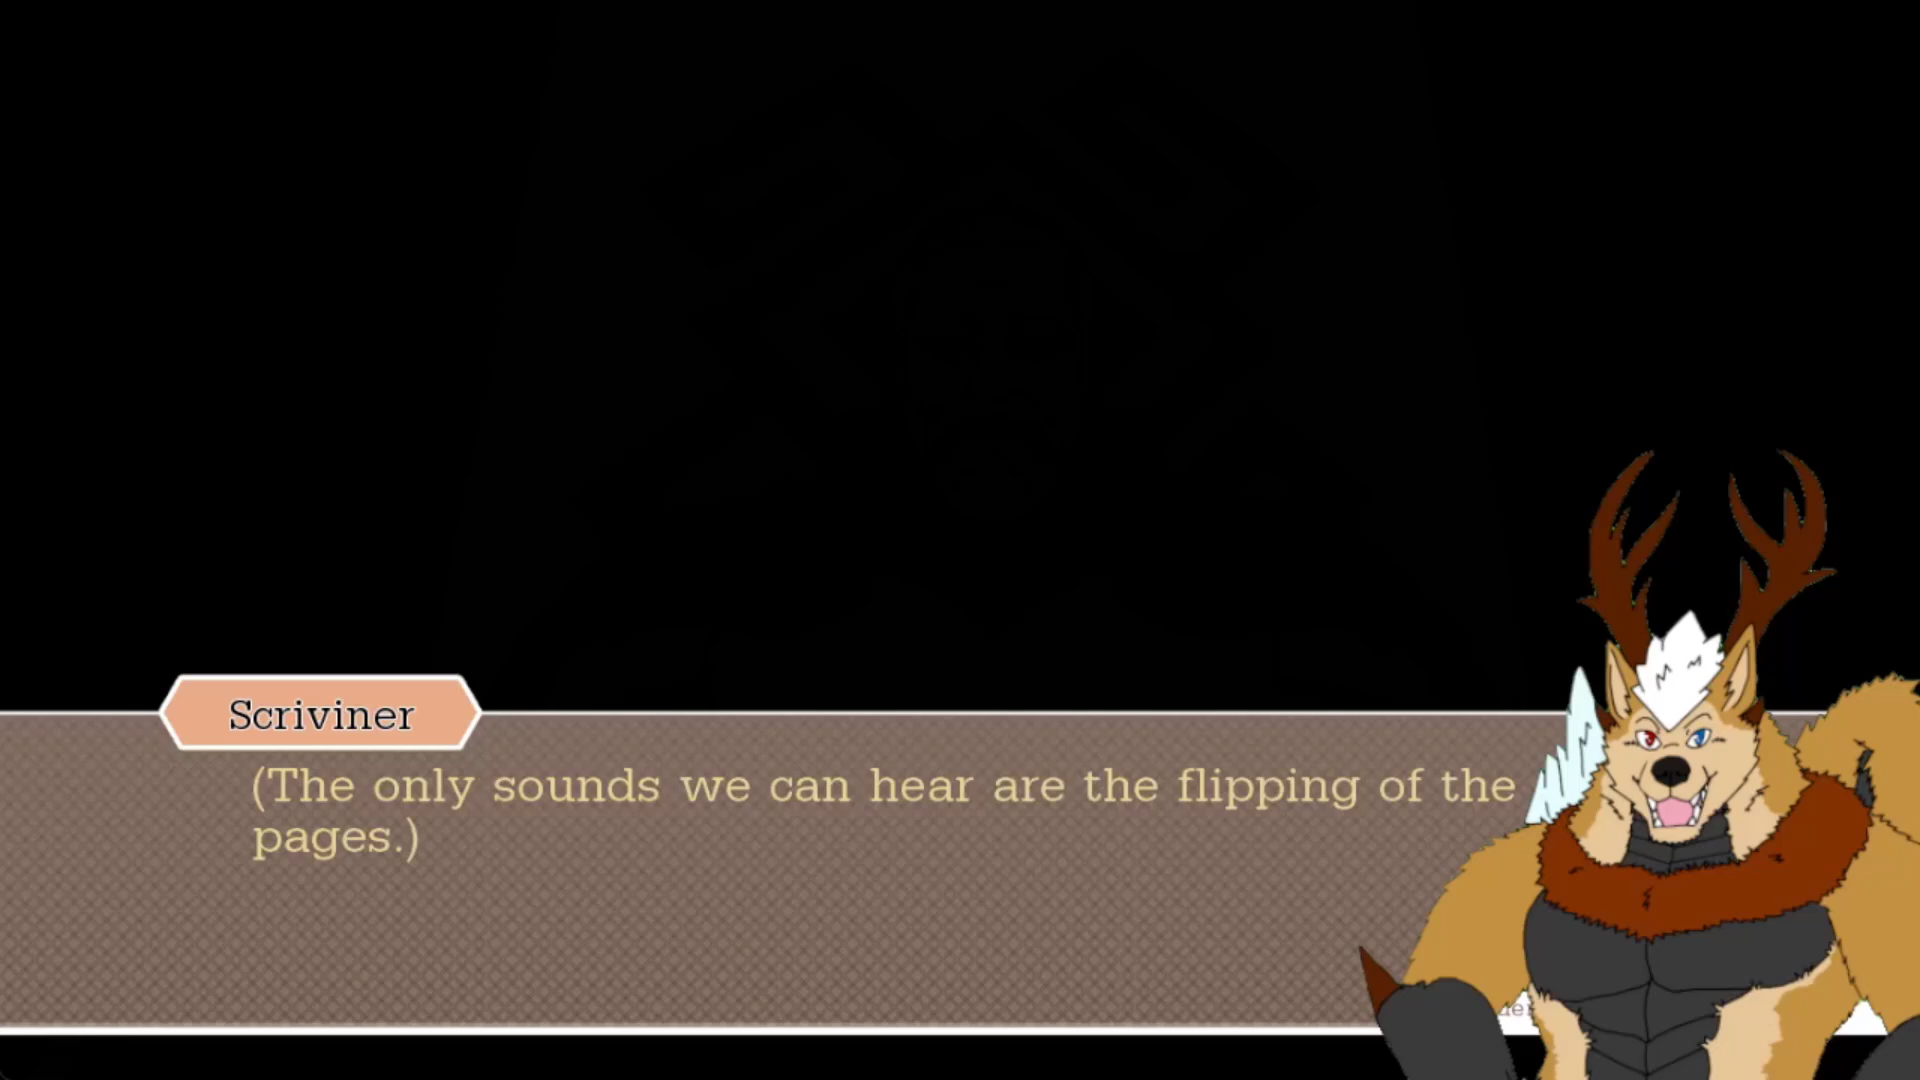 Scriviner
(The only sounds we can hear are the flipping of the
pages.)